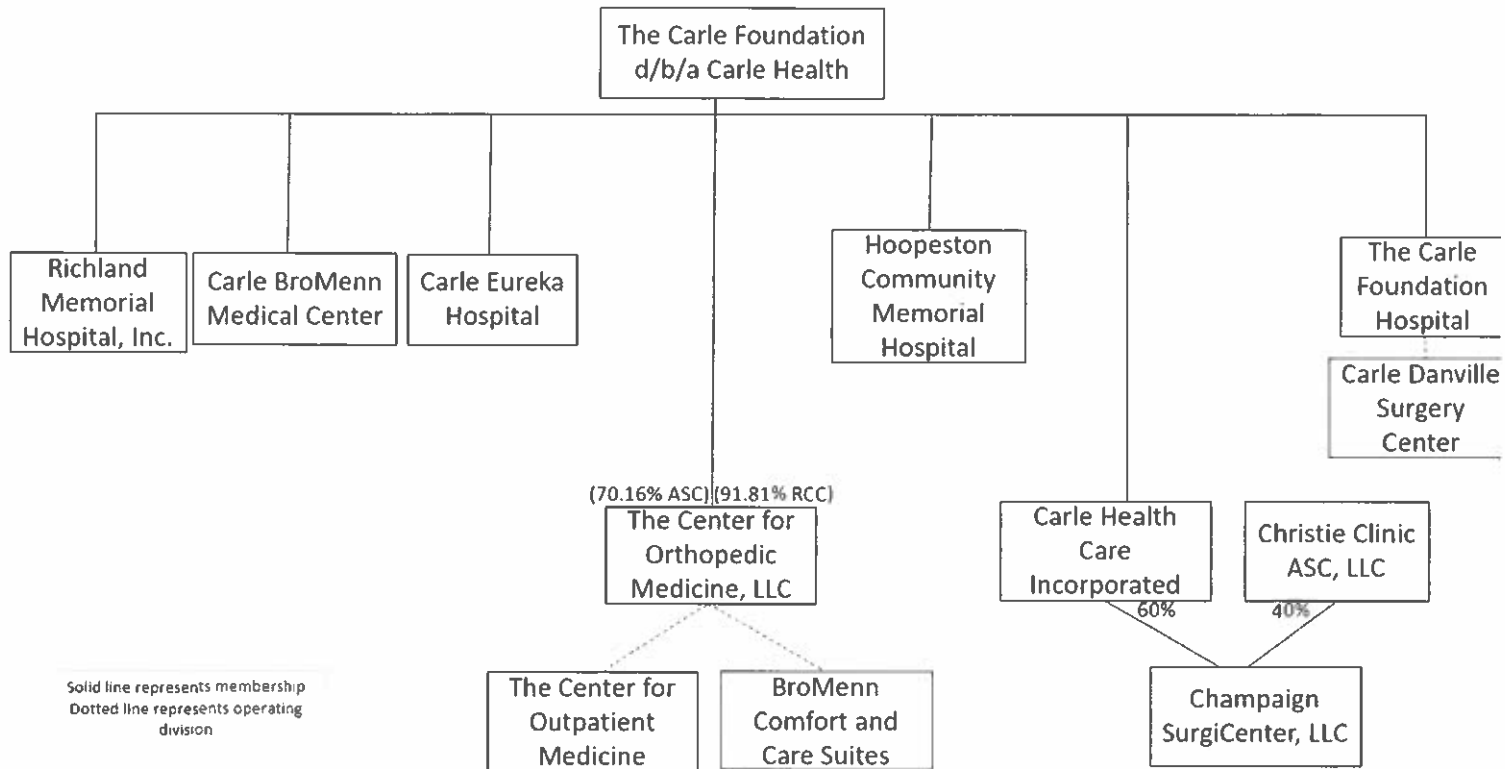 The Carle Foundation
d/b/a Carle Health
Richland
Memorial
Hospital, Inc.
Carle BroMenn
Medical Center
Carle Eureka
Hospital
Hoopeston
Community
Memorial
Hospital
The Carle
Foundation
Hospital
Carle Danville
Surgery
Center
(70.16% ASC) (91.81% RCC)
The Center for
Orthopedic
Medicine, LLC
Carle Health
Care
Incorporated
Christie Clinic
ASC, LLC
60%
40%
The Center for
Outpatient
Medicine
BroMenn
Comfort and
Care Suites
Champaign
SurgiCenter, LLC
Solid line represents membership
Dotted line represents operating
division